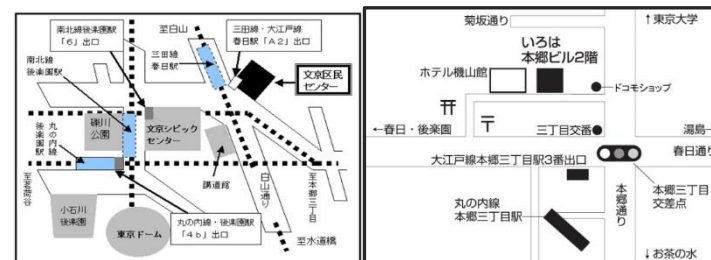 南北線後楽園駅
「6」出口
至白山
三田線・大江戸線
春日駅「A2」出口
南北線
後楽園駅
三田線
春日駅
文京区民
センター
礫川
公園
文京シビック
センター
丸の内線
後楽園駅
講道館
白山通り
至本郷三丁目
至茗荷谷
小石川
後楽園
東京ドーム
丸の内線・後楽園駅
「4b」出口
至水道橋
菊坂通り
↑東京大学
いろは
本郷ビル2階
ホテル機山館
ドコモショップ
←春日・後楽園
三丁目交番
湯島→
春日通り
大江戸線本郷三丁目駅3番出口
本郷三丁目
交差点
丸の内線
本郷三丁目駅
本郷通り
↓お茶の水